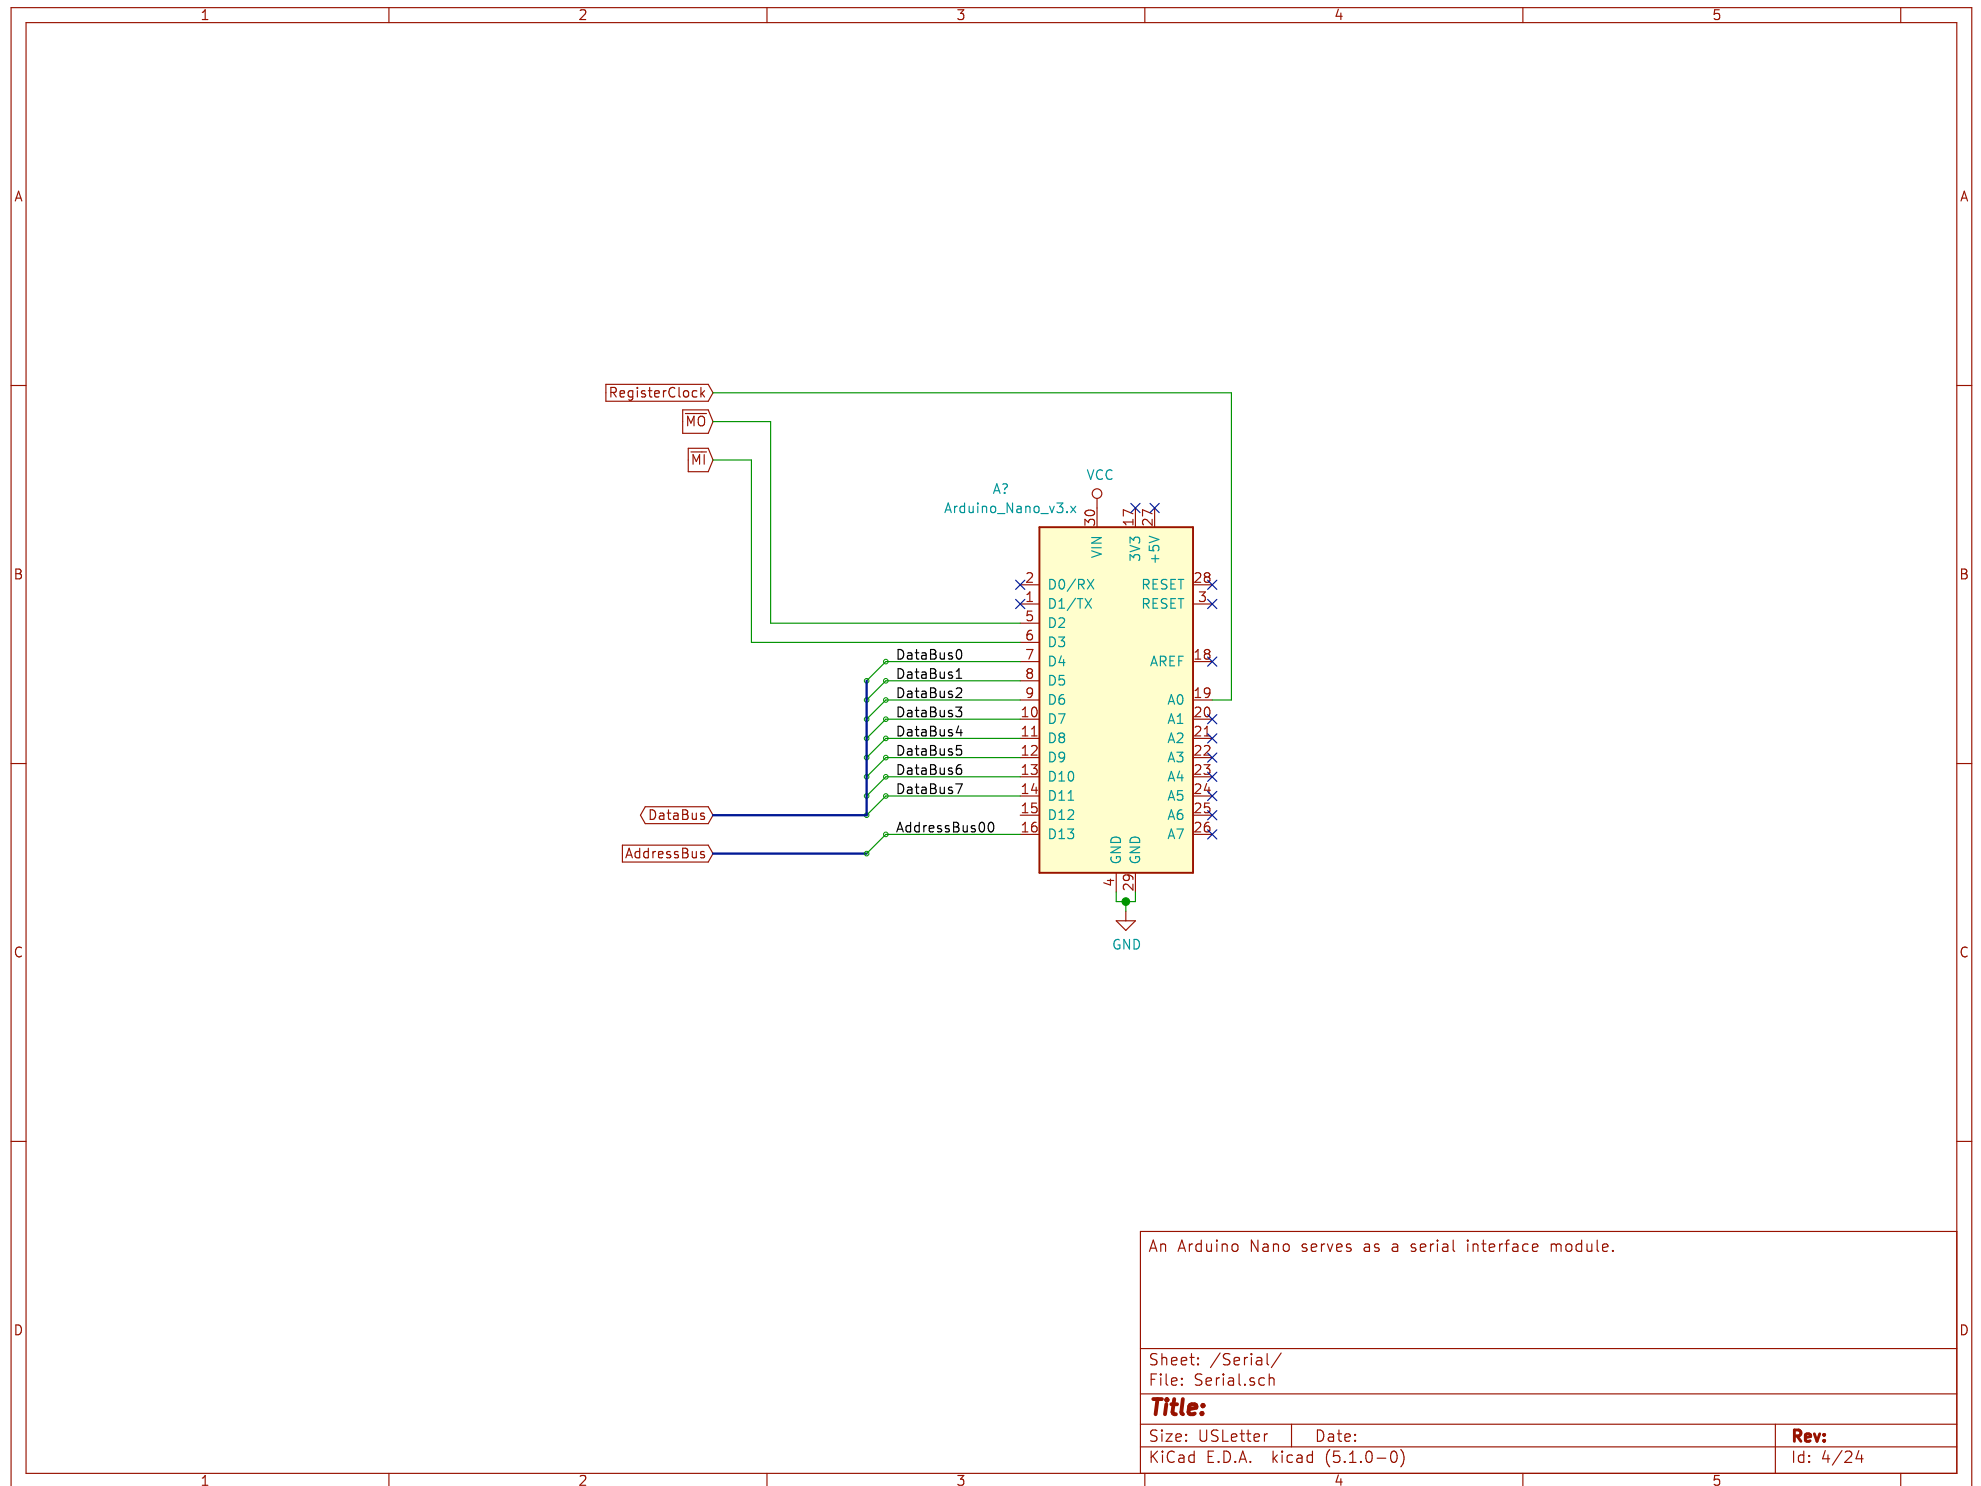 1 2 3 4 5
A A
RegisterClock
M̅O̅
M̅I̅
VCC
A?
Arduino_Nano_v3.x
30 17 27
VIN 3V3 +5V
B B
2 D0/RX RESET 28
1 D1/TX RESET 3
5 D2
6 D3
DataBus0 7 D4 AREF 18
DataBus1 8 D5
DataBus2 9 D6 A0 19
DataBus3 10 D7 A1 20
DataBus4 11 D8 A2 21
DataBus5 12 D9 A3 22
DataBus6 13 D10 A4 23
DataBus7 14 D11 A5 24
DataBus 15 D12 A6 25
AddressBus00 16 D13 A7 26
AddressBus
GND GND
4 29
GND
C C
An Arduino Nano serves as a serial interface module.
D D
Sheet: /Serial/
File: Serial.sch
Title:
Size: USLetter Date: Rev:
KiCad E.D.A. kicad (5.1.0-0) Id: 4/24
1 2 3 4 5